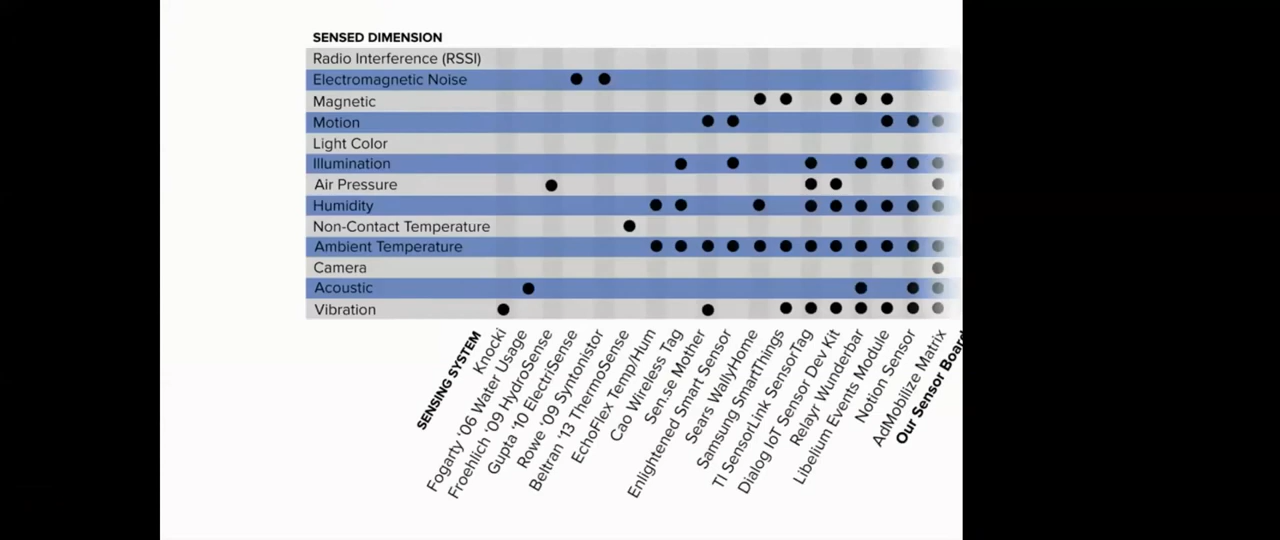 SENSED DIMENSION
Radio Interference (RSSI)
Electromagnetic Noise
Magnetic
Motion
Light Color
Illumination
Air Pressure
Humidity
Non-Contact Temperature
Ambient Temperature
Camera
Acoustic
Vibration
SENSING SYSTEM
Knocki
Fogarty ‘06 Water Usage
Froehlich ‘09 HydroSense
Gupta ‘10 ElectriSense
Rowe ‘09 Syntonistor
Beltran ‘13 ThermoSense
EchoFlex Temp/Hum
Cao Wireless Tag
Sen.se Mother
Enlightened Smart Sensor
Sears WallyHome
Samsung SmartThings
TI SensorLink SensorTag
Dialog IoT Sensor Dev Kit
Relayr Wunderbar
Libelium Events Module
Notion Sensor
AdMobilize Matrix
Our Sensor Board